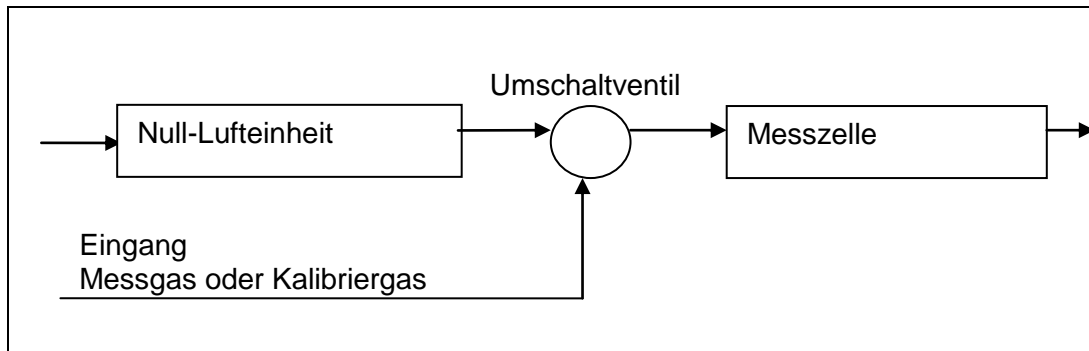 Umschaltventil
Null-Lufteinheit
Messzelle
Eingang
Messgas oder Kalibriergas